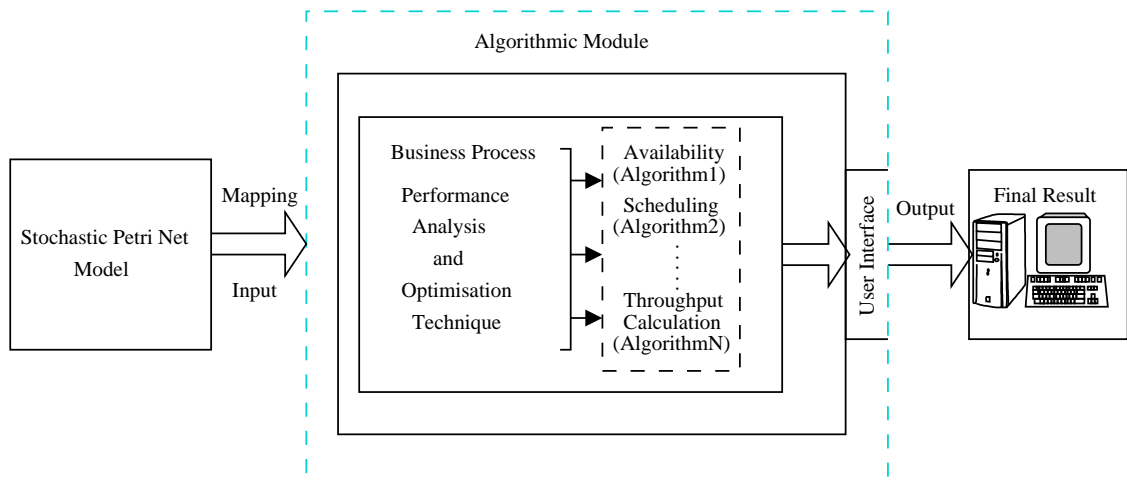 Algorithmic Module
Stochastic Petri Net
Model
Mapping
Input
Business Process
Performance
Analysis
and
Optimisation
Technique
Availability
(Algorithm1)
Scheduling
(Algorithm2)
Throughput
Calculation
(AlgorithmN)
User Interface
Output
Final Result